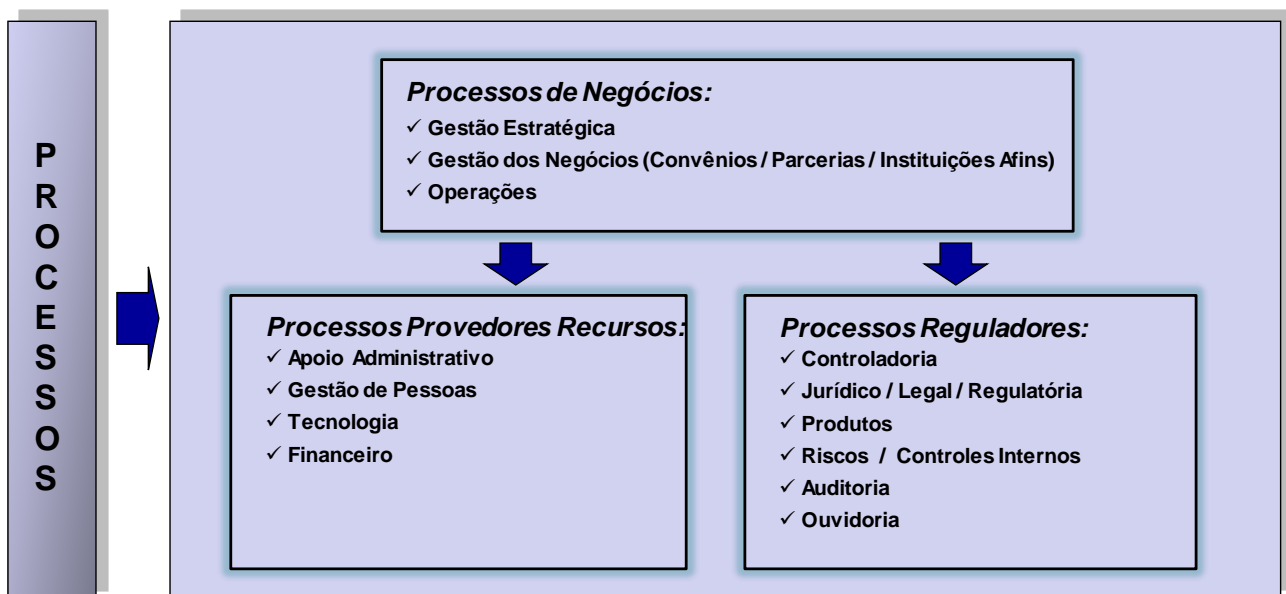 PROCESSOS
Processos de Negócios:
✓ Gestão Estratégica
✓ Gestão dos Negócios (Convênios / Parcerias / Instituições Afins)
✓ Operações
Processos Provedores Recursos:
✓ Apoio Administrativo
✓ Gestão de Pessoas
✓ Tecnologia
✓ Financeiro
Processos Reguladores:
✓ Controladoria
✓ Jurídico / Legal / Regulatória
✓ Produtos
✓ Riscos / Controles Internos
✓ Auditoria
✓ Ouvidoria